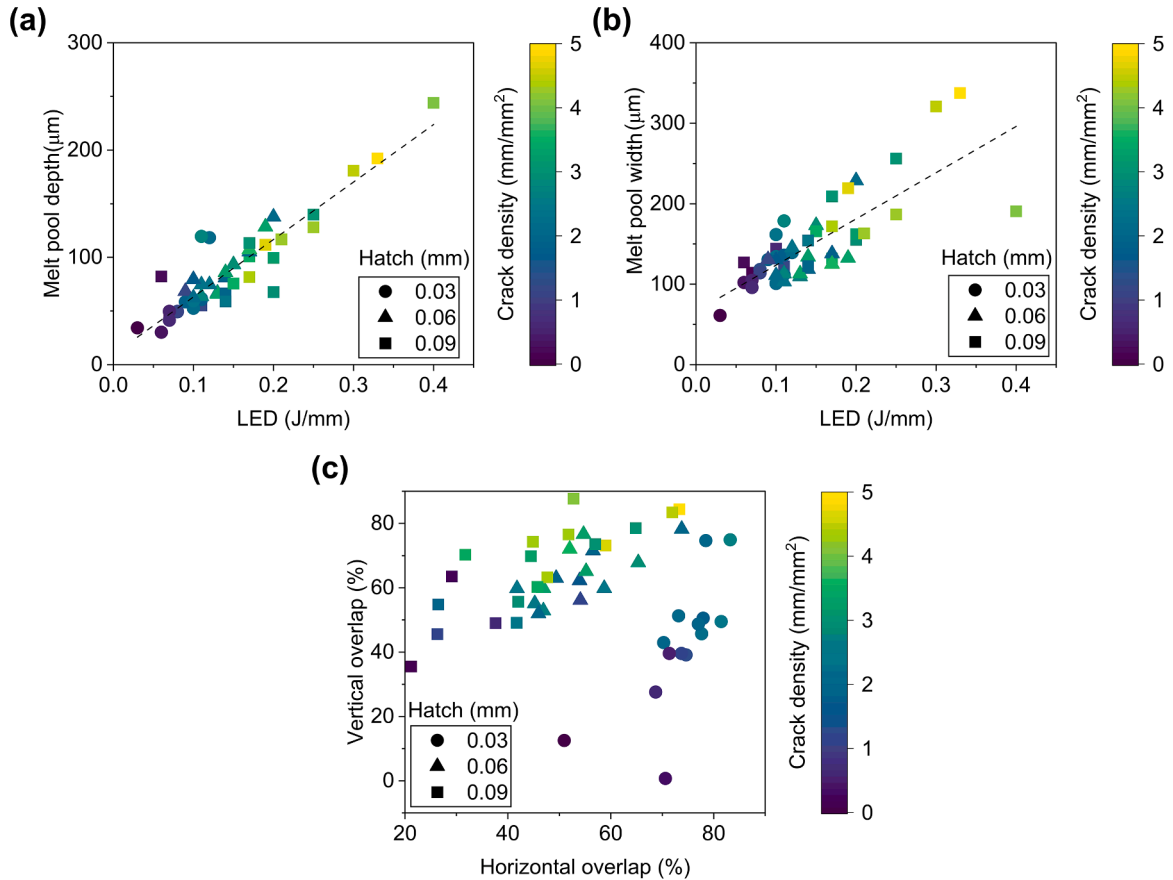 (a)
300
200
100
0
0.0 0.1 0.2 0.3 0.4
Melt pool depth(μm)
LED (J/mm)
Hatch (mm)
0.03
0.06
0.09
5
4
3
2
1
0
Crack density (mm/mm²)
(b)
400
300
200
100
0
0.0 0.1 0.2 0.3 0.4
Melt pool width(μm)
LED (J/mm)
Hatch (mm)
0.03
0.06
0.09
5
4
3
2
1
0
Crack density (mm/mm²)
(c)
80
60
40
20
0
20 40 60 80
Vertical overlap (%)
Horizontal overlap (%)
Hatch (mm)
0.03
0.06
0.09
5
4
3
2
1
0
Crack density (mm/mm²)